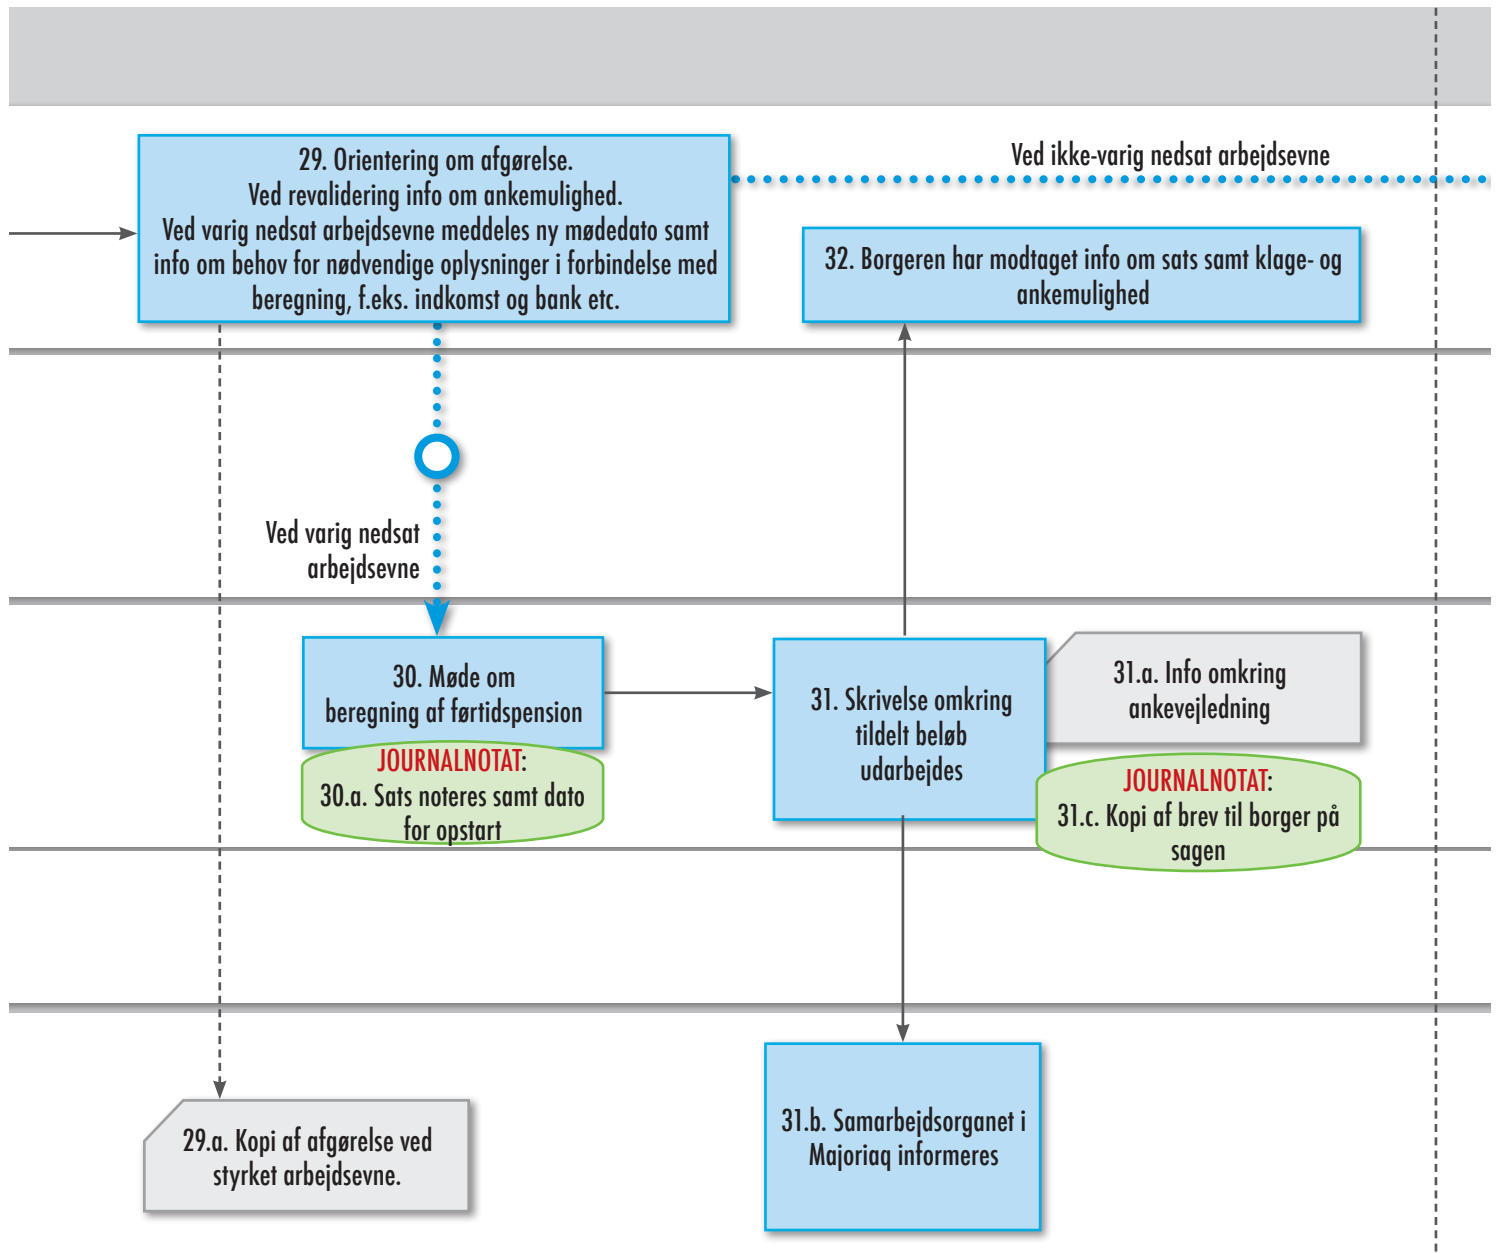 29. Orientering om afgørelse.
Ved revalidering info om ankemulighed.
Ved varig nedsat arbejdsevne meddeles ny mødedato samt
info om behov for nødvendige oplysninger i forbindelse med
beregning, f.eks. indkomst og bank etc.
Ved ikke-varig nedsat arbejdsevne
32. Borgeren har modtaget info om sats samt klage- og
ankemulighed
Ved varig nedsat
arbejdsevne
30. Møde om
beregning af førtidspension
JOURNALNOTAT:
30.a. Sats noteres samt dato
for opstart
31. Skrivelse omkring
tildelt beløb
udarbejdes
31.a. Info omkring
ankevejledning
JOURNALNOTAT:
31.c. Kopi af brev til borger på
sagen
29.a. Kopi af afgørelse ved
styrket arbejdsevne.
31.b. Samarbejdsorganet i
Majoriaq informeres